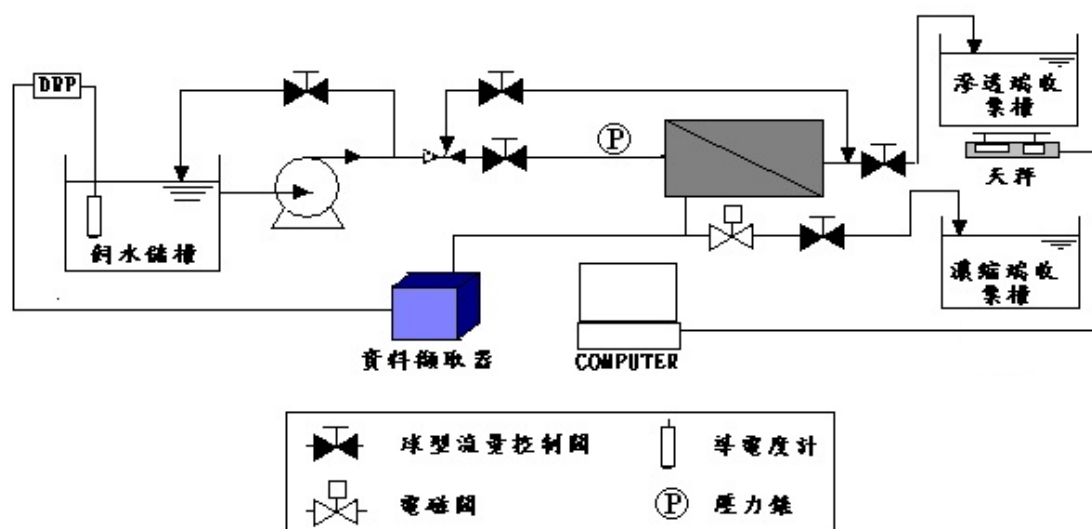 DRP
滲透端收
集槽
天秤
飼水儲槽
濃縮端收
集槽
資料擷取器
COMPUTER
P
球型流量控制閥
導電度計
電磁閥
P
壓力錶